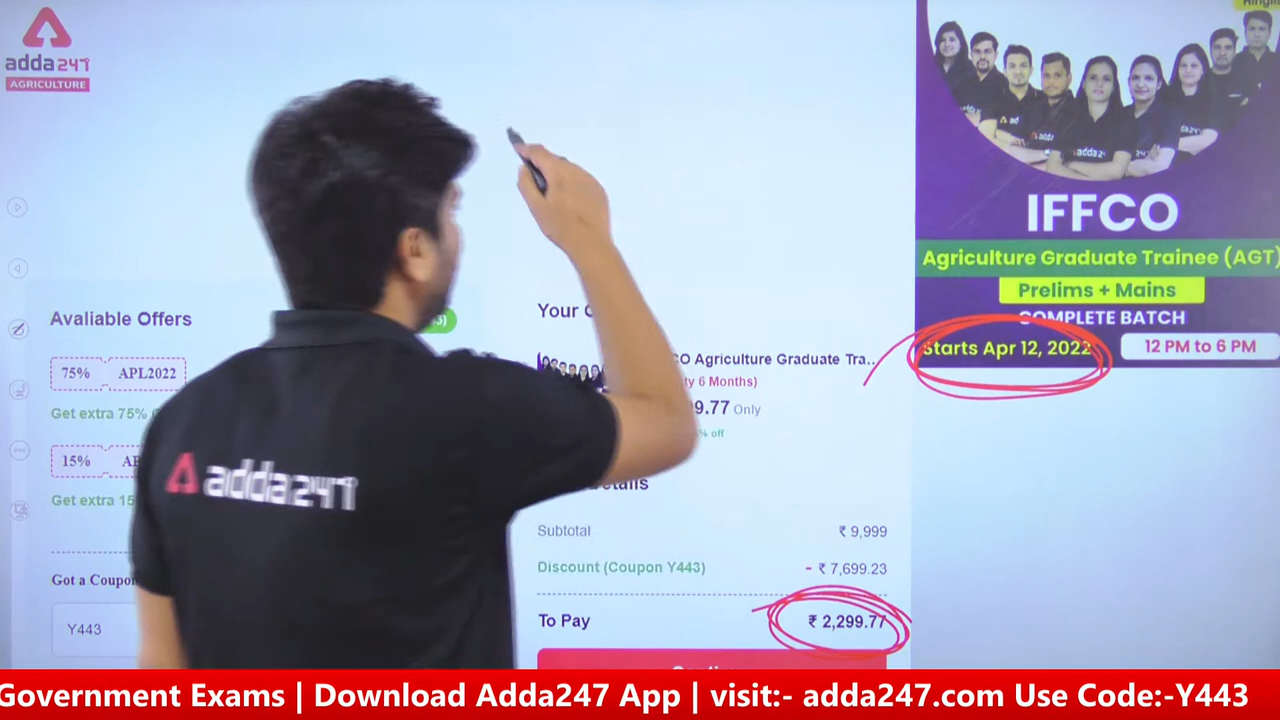 adda247
AGRICULTURE
Avaliable Offers
75% APL2022
Get extra 75%
15%
Get extra 15
Got a Coupon
Y443
adda247
Your
Agriculture Graduate Tra...
6 Months)
9.77 Only
% off
Subtotal ₹ 9,999
Discount (Coupon Y443) - ₹ 7,699.23
To Pay ₹ 2,299.77
IFFCO
Agriculture Graduate Trainee (AGT)
Prelims + Mains
COMPLETE BATCH
Starts Apr 12, 2022 12 PM to 6 PM
Government Exams | Download Adda247 App | visit:- adda247.com Use Code:-Y443